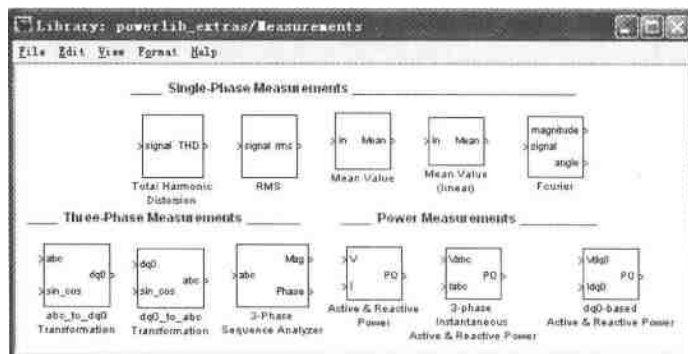 Library: powerlib_extras/Measurements
File Edit View Format Help
Single-Phase Measurements
signal THD
signal rms
in Mean
in Mean
magnitude
signal
angle
Total Harmonic
Distorsion
RMS
Mean Value
Mean Value
(linear)
Fourier
Three-Phase Measurements
Power Measurements
abc
dq0
sin_cos
dq0
abc
sin_cos
Mag
abc
Phase
V
PQ
I
Vabc
PQ
Iabc
Vdq0
PQ
Idq0
abc_to_dq0
Transformation
dq0_to_abc
Transformation
3-Phase
Sequence Analyzer
Active & Reactive
Power
3-phase
Instantaneous
Active & Reactive Power
dq0-based
Active & Reactive Power